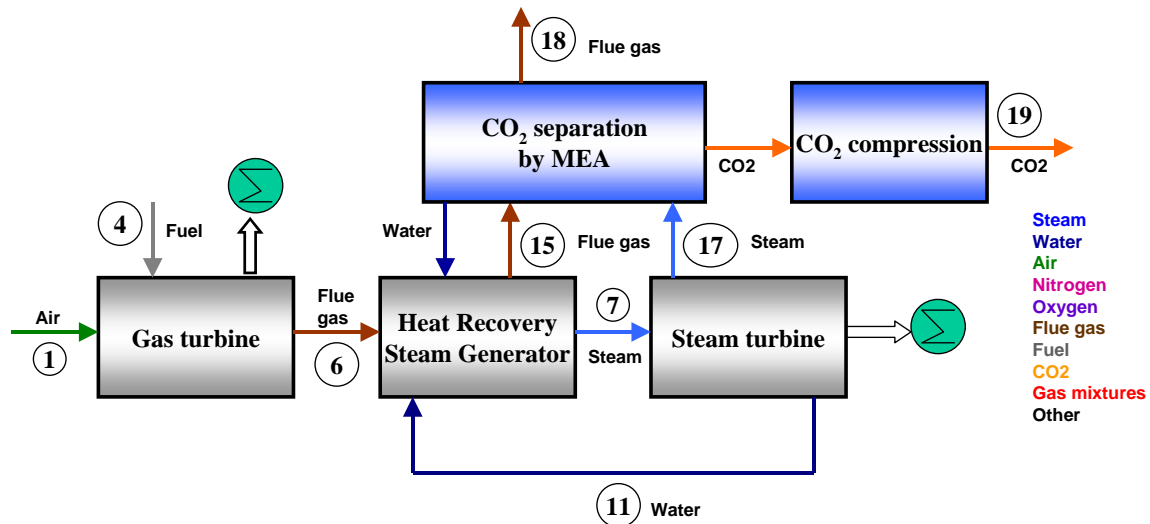 18
Flue gas
CO2 separation
by MEA
CO2
CO2 compression
19
CO2
4
Fuel
Σ
Water
15
Flue gas
17
Steam
Air
1
Gas turbine
Flue
gas
6
Heat Recovery
Steam Generator
7
Steam
Steam turbine
Σ
11
Water
Steam
Water
Air
Nitrogen
Oxygen
Flue gas
Fuel
CO2
Gas mixtures
Other